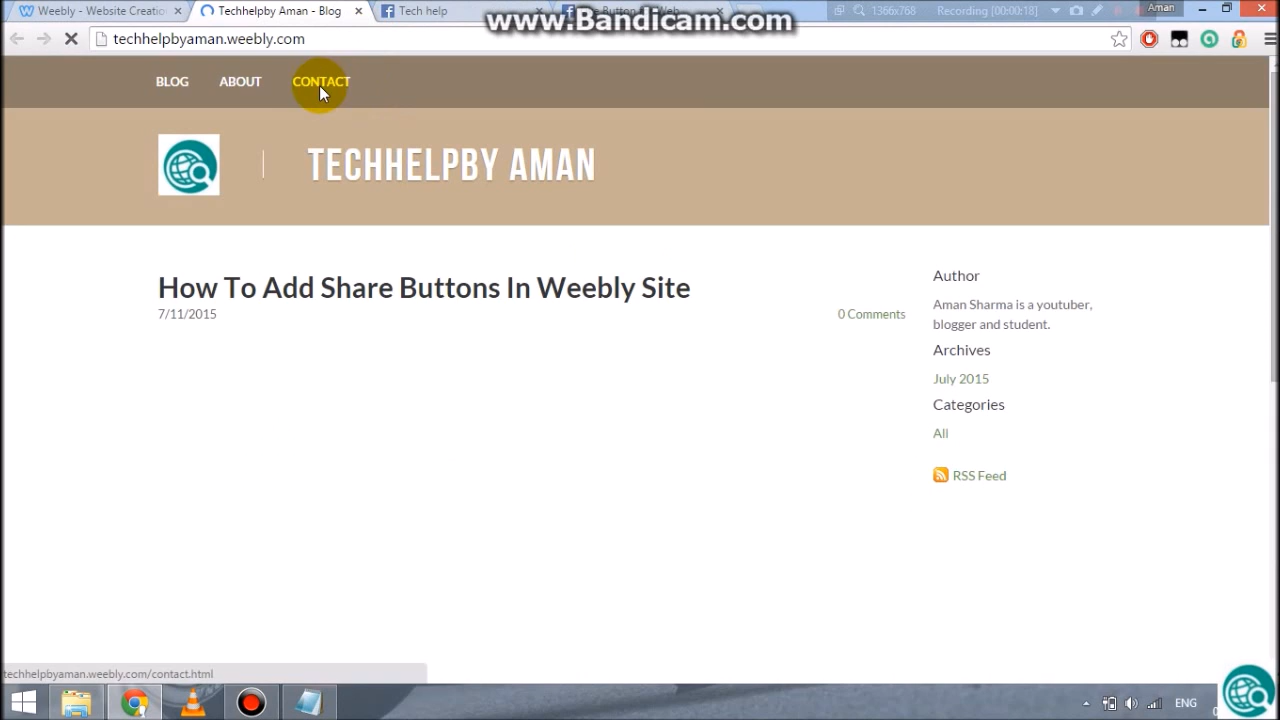 Weebly - Website Creatio
Techhelpby Aman - Blog
Tech help
www.Bandicam.com
1366x768
Recording [00:00:18]
Aman
techhelpbyaman.weebly.com
BLOG
ABOUT
CONTACT
TECHHELPBY AMAN
How To Add Share Buttons In Weebly Site
7/11/2015
0 Comments
Author
Aman Sharma is a youtuber,
blogger and student.
Archives
July 2015
Categories
All
RSS Feed
techhelpbyaman.weebly.com/contact.html
ENG